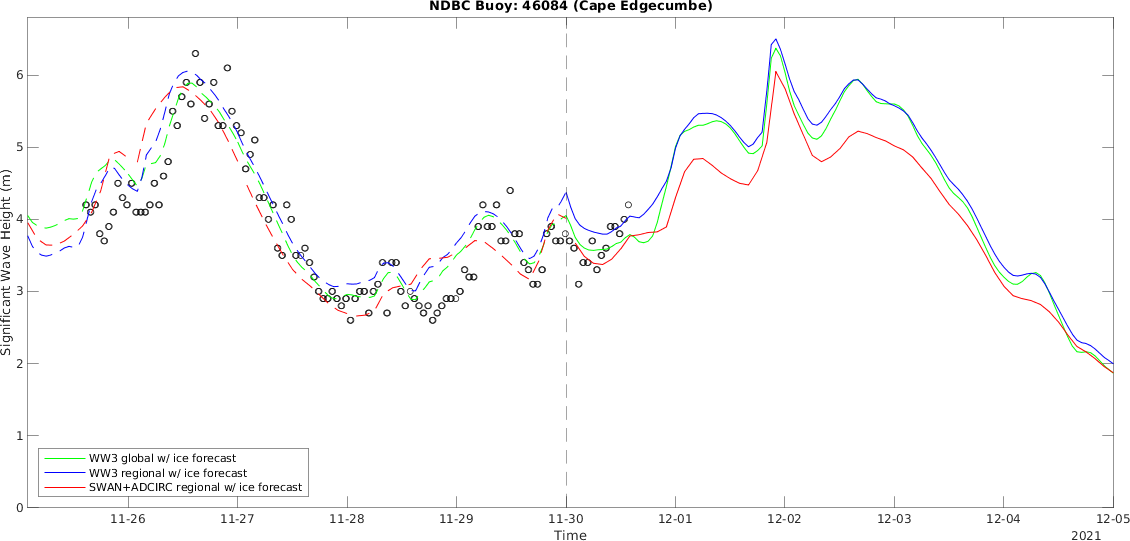 NDBC Buoy: 46084 (Cape Edgecumbe)
Significant Wave Height (m)
6
5
4
3
2
1
0
WW3 global w/ ice forecast
WW3 regional w/ ice forecast
SWAN+ADCIRC regional w/ ice forecast
11-26 11-27 11-28 11-29 11-30 12-01 12-02 12-03 12-04 12-05
Time
2021